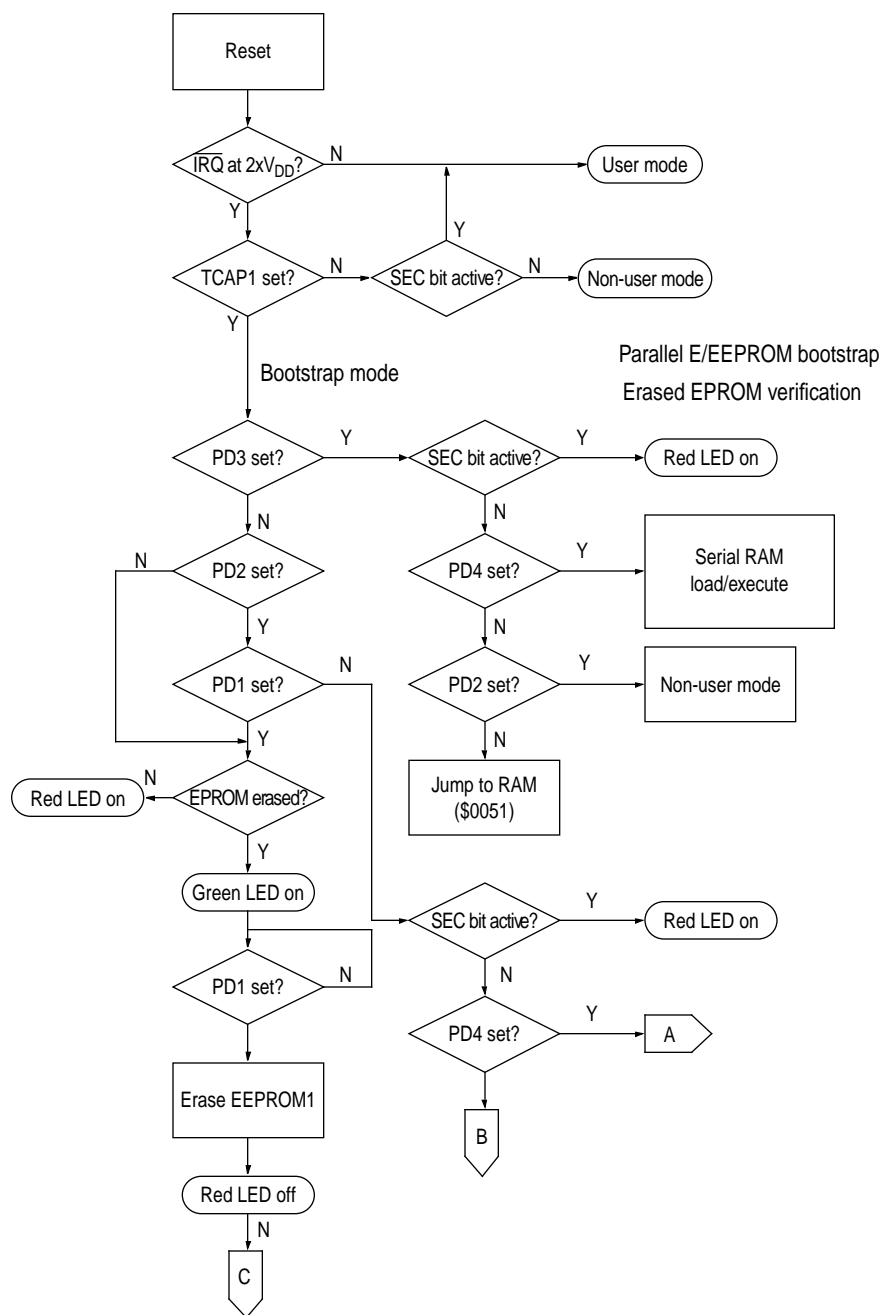 Reset
IRQ at 2xVDD?
N
User mode
Y
Y
TCAP1 set?
N
SEC bit active?
N
Non-user mode
Y
Parallel E/EEPROM bootstrap
Bootstrap mode
Erased EPROM verification
PD3 set?
Y
SEC bit active?
Y
Red LED on
N
N
N
PD2 set?
PD4 set?
Y
Serial RAM
load/execute
Y
N
PD1 set?
N
PD2 set?
Y
Non-user mode
Y
N
Red LED on
N
EPROM erased?
Jump to RAM
($0051)
Y
Green LED on
SEC bit active?
Y
Red LED on
PD1 set?
N
N
PD4 set?
Y
A
Erase EEPROM1
B
Red LED off
N
C